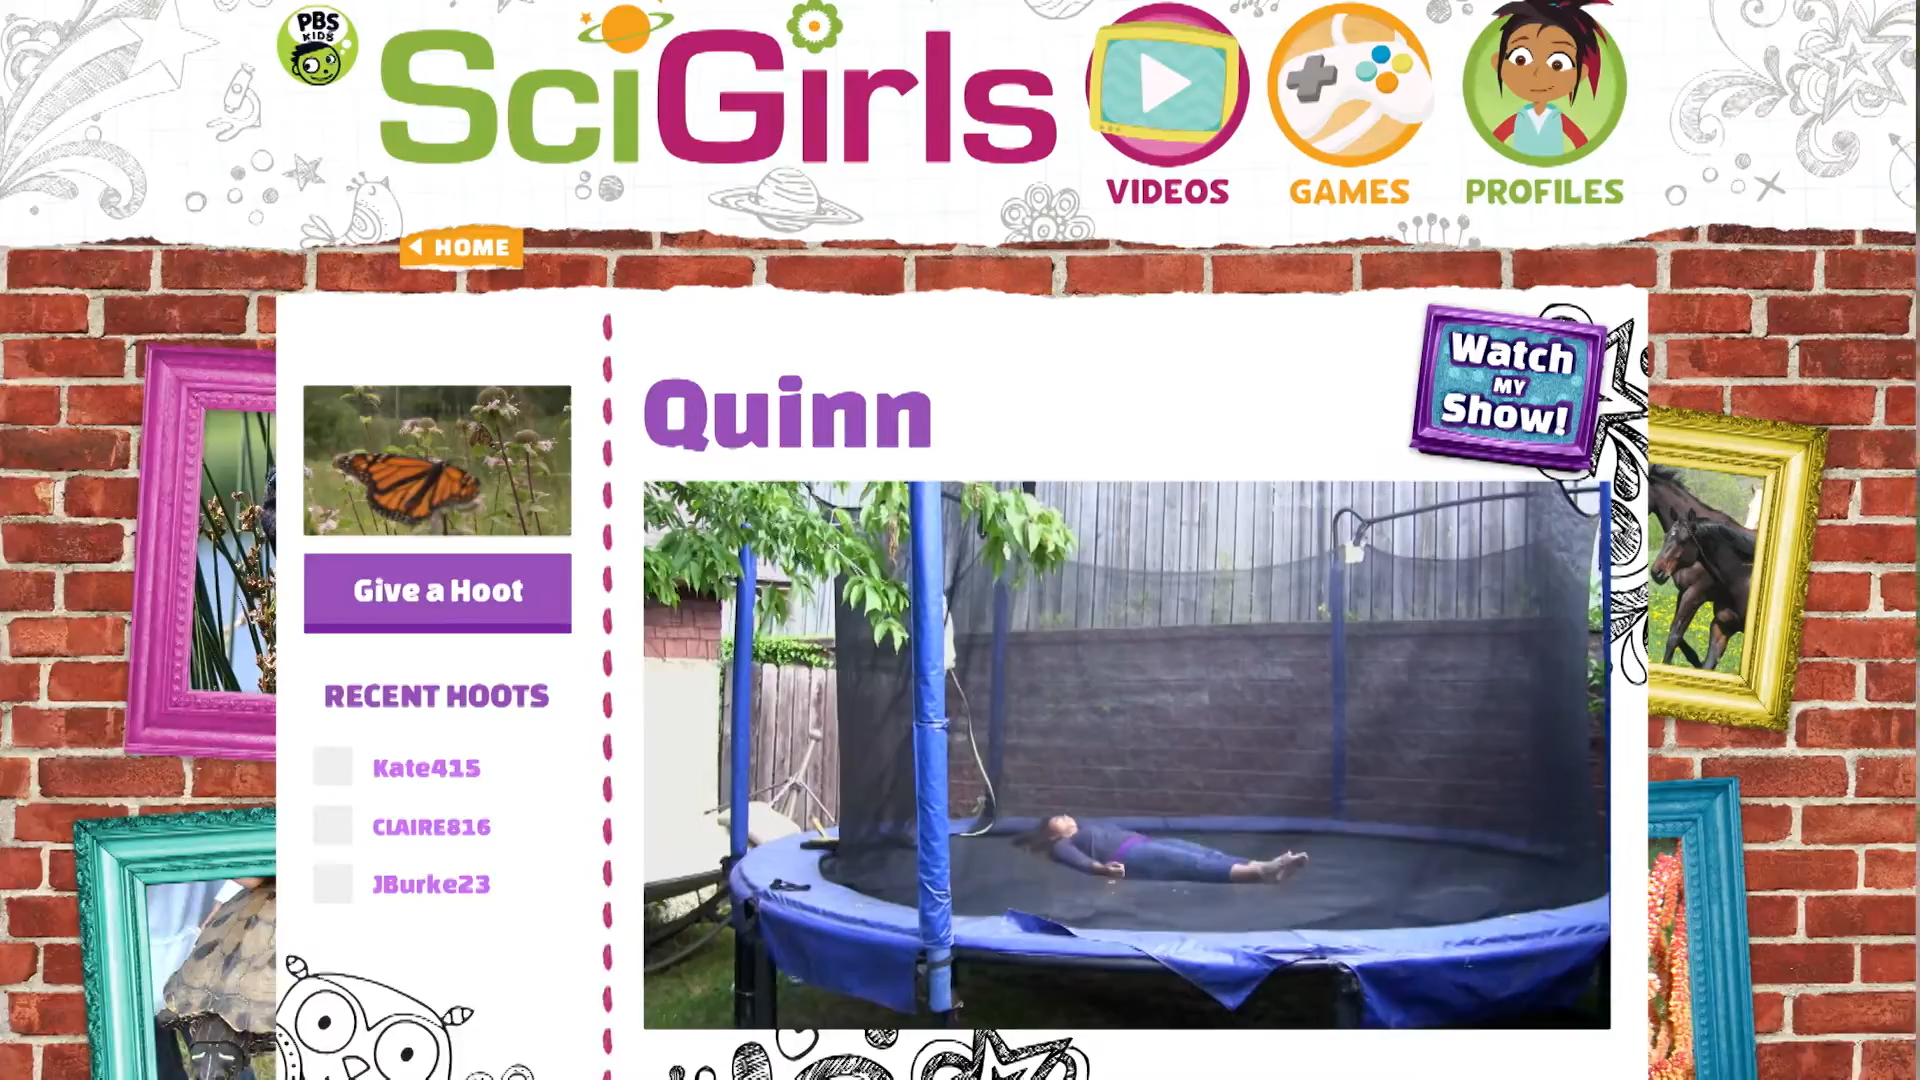 PBS
KIDS
SciGirls
VIDEOS
GAMES
PROFILES
HOME
Watch
MY
Show!
Quinn
Give a Hoot
RECENT HOOTS
Kate415
CLAIRE816
JBurke23